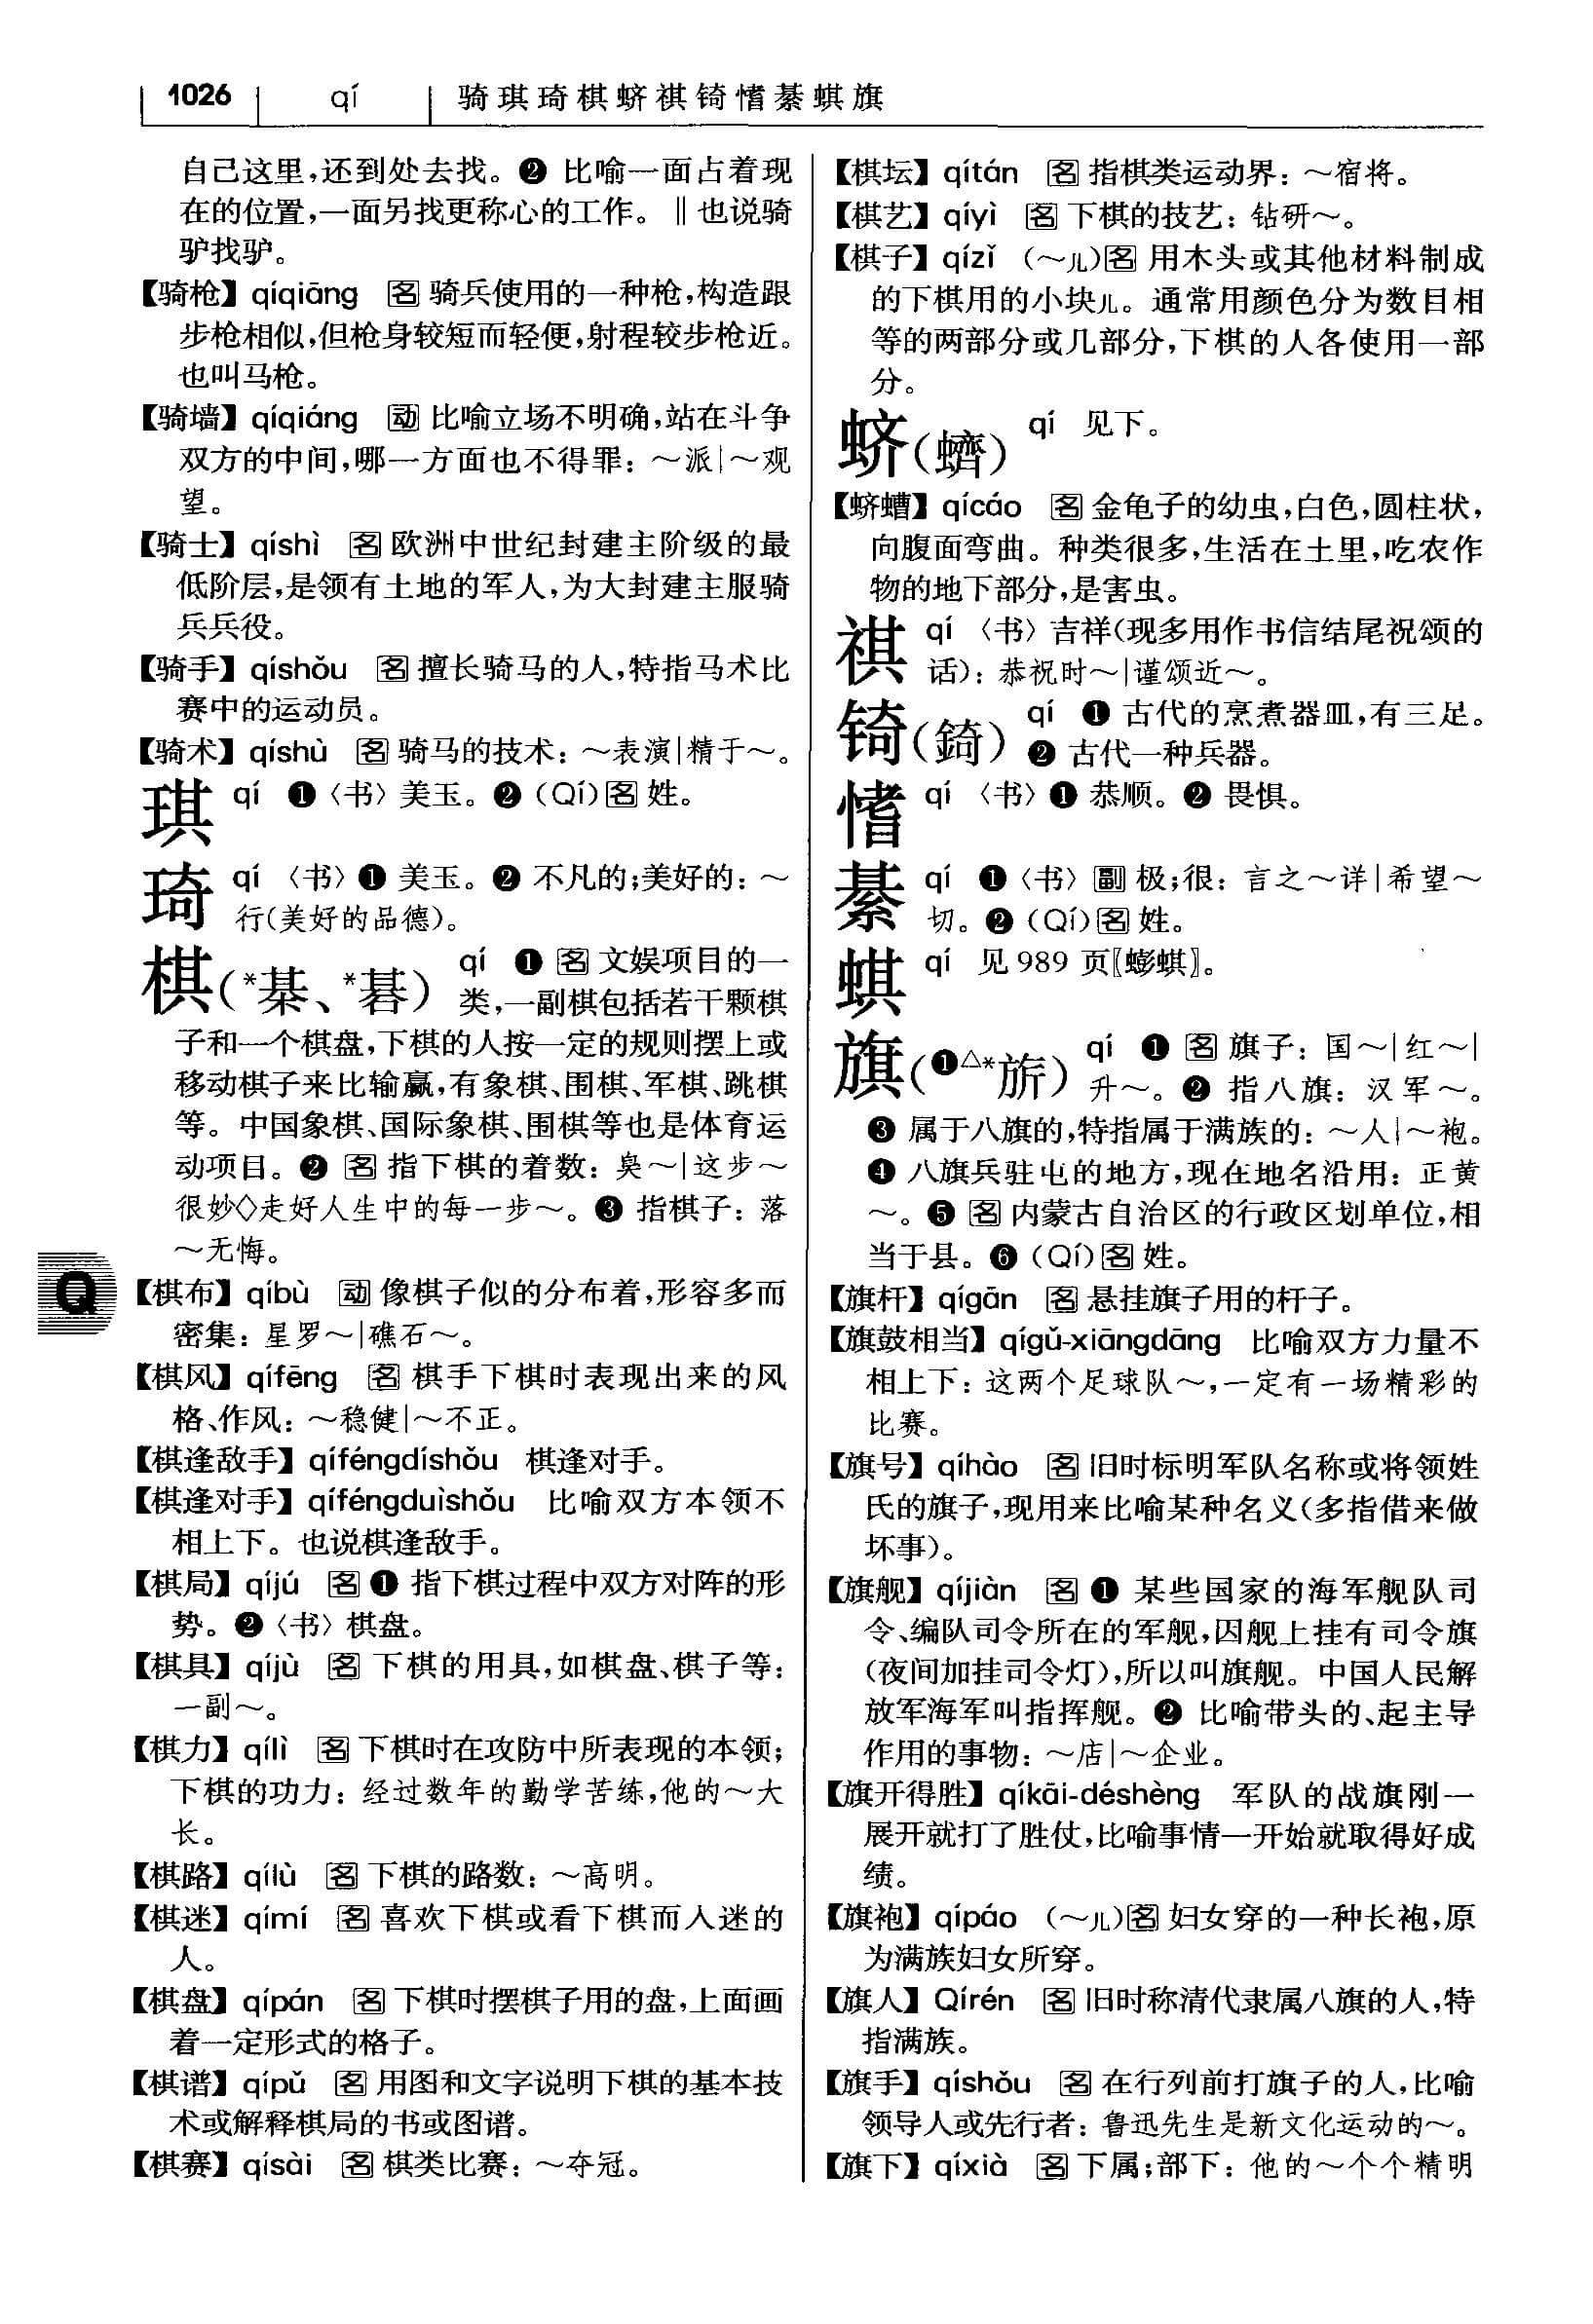 1026 qí 骑琪琦棋蛴祺锜愭綦蜞旗
自己这里,还到处去找。❷ 比喻一面占着现
在的位置,一面另找更称心的工作。‖也说骑
驴找驴。
【骑枪】qíqiāng 名 骑兵使用的一种枪,构造跟
步枪相似,但枪身较短而轻便,射程较步枪近。
也叫马枪。
【骑墙】qíqiáng 动 比喻立场不明确,站在斗争
双方的中间,哪一方面也不得罪:~派|~观
望。
【骑士】qíshì 名 欧洲中世纪封建主阶级的最
低阶层,是领有土地的军人,为大封建主服骑
兵兵役。
【骑手】qíshǒu 名 擅长骑马的人,特指马术比
赛中的运动员。
【骑术】qíshù 名 骑马的技术:~表演|精于~。
琪 qí ❶〈书〉美玉。❷(Qí)名 姓。
琦 qí 〈书〉❶ 美玉。❷ 不凡的;美好的:~
行(美好的品德)。
棋(*棊、*碁) qí ❶ 名 文娱项目的一
类,一副棋包括若干颗棋
子和一个棋盘,下棋的人按一定的规则摆上或
移动棋子来比输赢,有象棋、围棋、军棋、跳棋
等。中国象棋、国际象棋、围棋等也是体育运
动项目。❷ 名 指下棋的着数:臭~|这步~
很妙◇走好人生中的每一步~。❸ 指棋子:落
~无悔。
Q
【棋布】qíbù 动 像棋子似的分布着,形容多而
密集:星罗~|礁石~。
【棋风】qífēng 名 棋手下棋时表现出来的风
格、作风:~稳健|~不正。
【棋逢敌手】qíféngdíshǒu 棋逢对手。
【棋逢对手】qíféngduìshǒu 比喻双方本领不
相上下。也说棋逢敌手。
【棋局】qíjú 名 ❶ 指下棋过程中双方对阵的形
势。❷〈书〉棋盘。
【棋具】qíjù 名 下棋的用具,如棋盘、棋子等:
一副~。
【棋力】qílì 名 下棋时在攻防中所表现的本领;
下棋的功力:经过数年的勤学苦练,他的~大
长。
【棋路】qílù 名 下棋的路数:~高明。
【棋迷】qímí 名 喜欢下棋或看下棋而入迷的
人。
【棋盘】qípán 名 下棋时摆棋子用的盘,上面画
着一定形式的格子。
【棋谱】qípǔ 名 用图和文字说明下棋的基本技
术或解释棋局的书或图谱。
【棋赛】qísài 名 棋类比赛:~夺冠。
【棋坛】qítán 名 指棋类运动界:~宿将。
【棋艺】qíyì 名 下棋的技艺:钻研~。
【棋子】qízǐ (~儿)名 用木头或其他材料制成
的下棋用的小块儿。通常用颜色分为数目相
等的两部分或几部分,下棋的人各使用一部
分。
蛴(蠐) qí 见下。
【蛴螬】qícáo 名 金龟子的幼虫,白色,圆柱状,
向腹面弯曲。种类很多,生活在土里,吃农作
物的地下部分,是害虫。
祺 qí 〈书〉吉祥(现多用作书信结尾祝颂的
话):恭祝时~|谨颂近~。
锜(錡) qí ❶ 古代的烹煮器皿,有三足。
❷ 古代一种兵器。
愭 qí 〈书〉❶ 恭顺。❷ 畏惧。
綦 qí ❶〈书〉副 极;很:言之~详|希望~
切。❷(Qí)名 姓。
蜞 qí 见 989 页〖蟛蜞〗。
旗(❶△*旂) qí ❶ 名 旗子:国~|红~|
升~。❷ 指八旗:汉军~。
❸ 属于八旗的,特指属于满族的:~人|~袍。
❹ 八旗兵驻屯的地方,现在地名沿用:正黄
~。❺ 名 内蒙古自治区的行政区划单位,相
当于县。❻(Qí)名 姓。
【旗杆】qígān 名 悬挂旗子用的杆子。
【旗鼓相当】qígǔ-xiāngdāng 比喻双方力量不
相上下:这两个足球队~,一定有一场精彩的
比赛。
【旗号】qíhào 名 旧时标明军队名称或将领姓
氏的旗子,现用来比喻某种名义(多指借来做
坏事)。
【旗舰】qíjiàn 名 ❶ 某些国家的海军舰队司
令、编队司令所在的军舰,因舰上挂有司令旗
(夜间加挂司令灯),所以叫旗舰。中国人民解
放军海军叫指挥舰。❷ 比喻带头的、起主导
作用的事物:~店|~企业。
【旗开得胜】qíkāi-déshèng 军队的战旗刚一
展开就打了胜仗,比喻事情一开始就取得好成
绩。
【旗袍】qípáo (~儿)名 妇女穿的一种长袍,原
为满族妇女所穿。
【旗人】Qírén 名 旧时称清代隶属八旗的人,特
指满族。
【旗手】qíshǒu 名 在行列前打旗子的人,比喻
领导人或先行者:鲁迅先生是新文化运动的~。
【旗下】qíxià 名 下属;部下:他的~个个精明